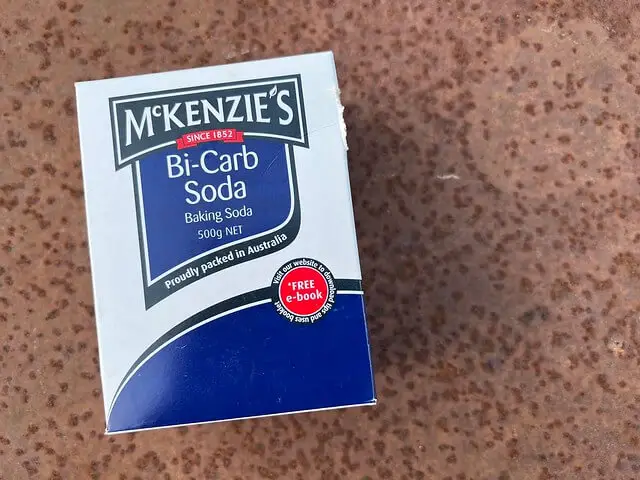 McKENZIE'S
SINCE 1852
Bi-Carb
Soda
Baking Soda
500g NET
Proudly packed in Australia
Visit our website to download tips and uses booklet
*FREE
e-book